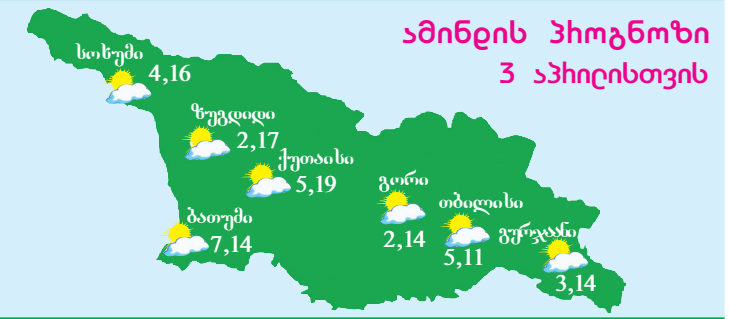 ამინდის პროგნოზი
3 აპრილისთვის
სოხუმი
4,16
ზუგდიდი
2,17
ქუთაისი
5,19
გორი
2,14
თბილისი
5,11
ბათუმი
7,14
გურჯაანი
3,14